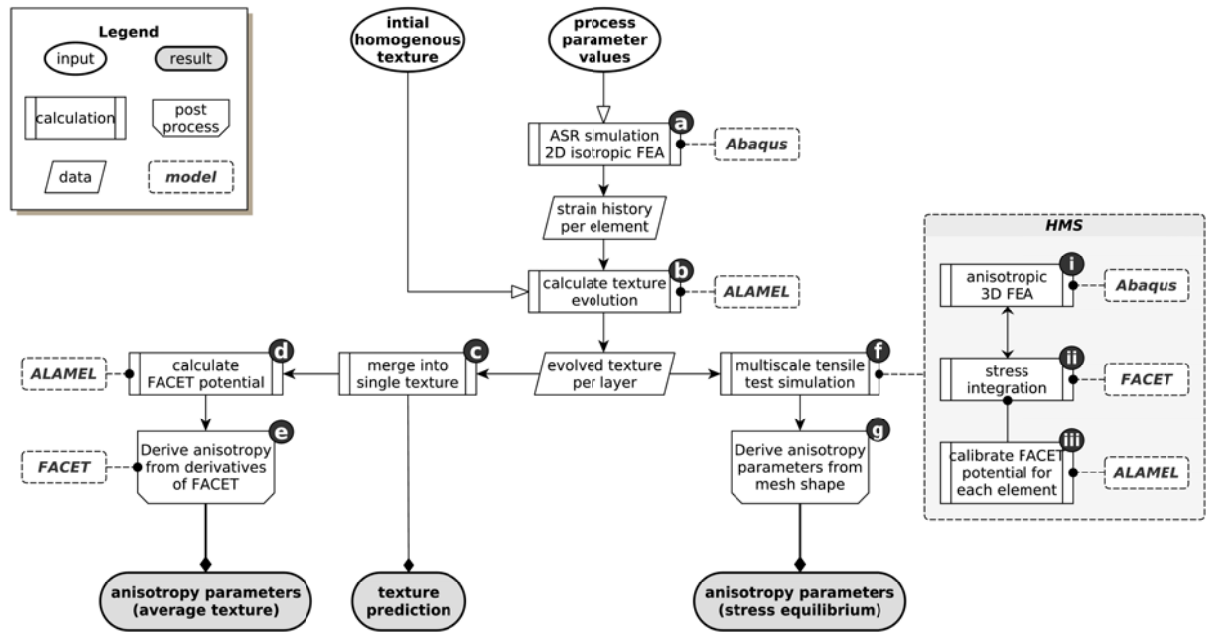 Legend
input
result
calculation
post
process
data
model
intial
homogenous
texture
process
parameter
values
a
ASR simulation
2D isotropic FEA
Abaqus
strain history
per element
b
calculate texture
evolution
ALAMEL
evolved texture
per layer
c
merge into
single texture
d
calculate
FACET potential
ALAMEL
e
Derive anisotropy
from derivatives
of FACET
FACET
f
multiscale tensile
test simulation
g
Derive anisotropy
parameters from
mesh shape
HMS
i
anisotropic
3D FEA
Abaqus
ii
stress
integration
FACET
iii
calibrate FACET
potential for
each element
ALAMEL
anisotropy parameters
(average texture)
texture
prediction
anisotropy parameters
(stress equilibrium)